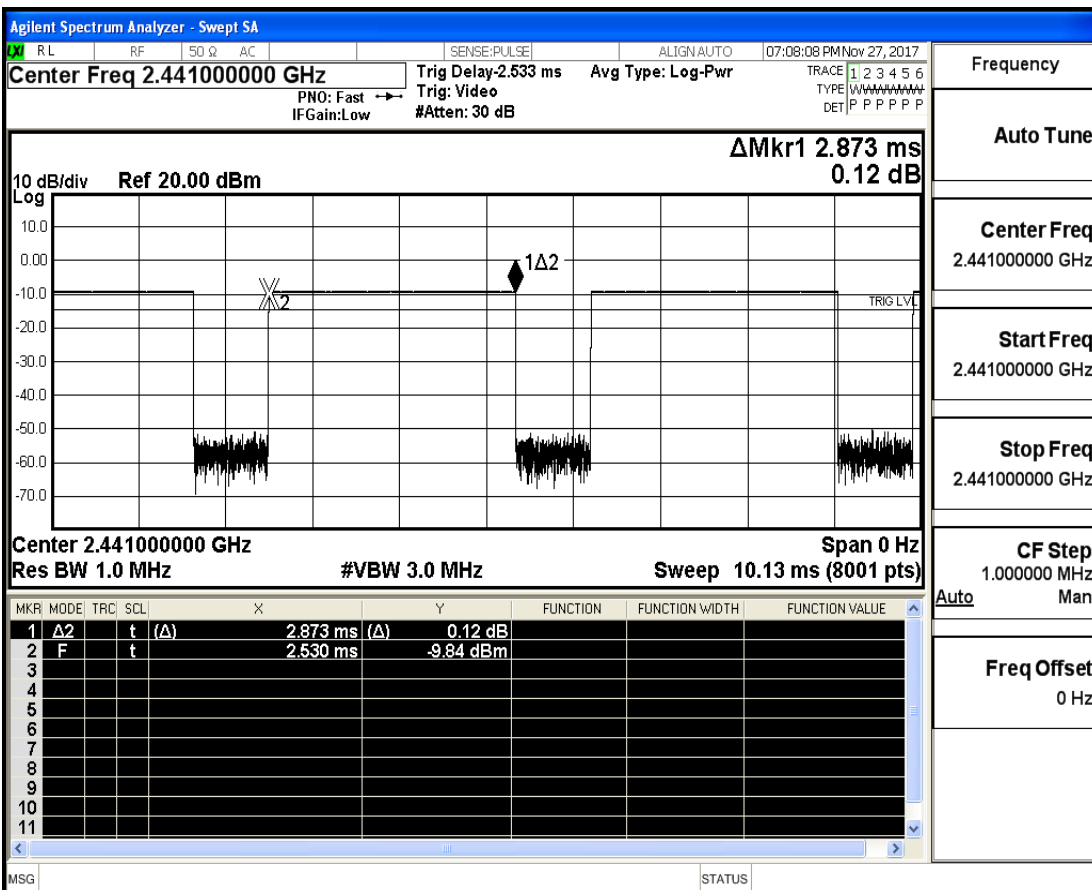 Agilent Spectrum Analyzer - Swept SA
LXI RL RF 50 Ω AC SENSE:PULSE ALIGN AUTO 07:08:08 PM Nov 27, 2017
Center Freq 2.441000000 GHz
PNO: Fast
IFGain:Low
Trig Delay-2.533 ms
Trig: Video
#Atten: 30 dB
Avg Type: Log-Pwr
TRACE 1 2 3 4 5 6
TYPE WWWWWW
DET P P P P P P
ΔMkr1 2.873 ms
0.12 dB
10 dB/div Ref 20.00 dBm
Log
10.0
0.00
-10.0
-20.0
-30.0
-40.0
-50.0
-60.0
-70.0
1Δ2
2
TRIG LVL
Center 2.441000000 GHz Span 0 Hz
Res BW 1.0 MHz #VBW 3.0 MHz Sweep 10.13 ms (8001 pts)
MKR MODE TRC SCL X Y FUNCTION FUNCTION WIDTH FUNCTION VALUE
1 Δ2 t (Δ) 2.873 ms (Δ) 0.12 dB
2 F t 2.530 ms -9.84 dBm
3
4
5
6
7
8
9
10
11
MSG STATUS
Frequency
Auto Tune
Center Freq
2.441000000 GHz
Start Freq
2.441000000 GHz
Stop Freq
2.441000000 GHz
CF Step
1.000000 MHz
Auto Man
Freq Offset
0 Hz